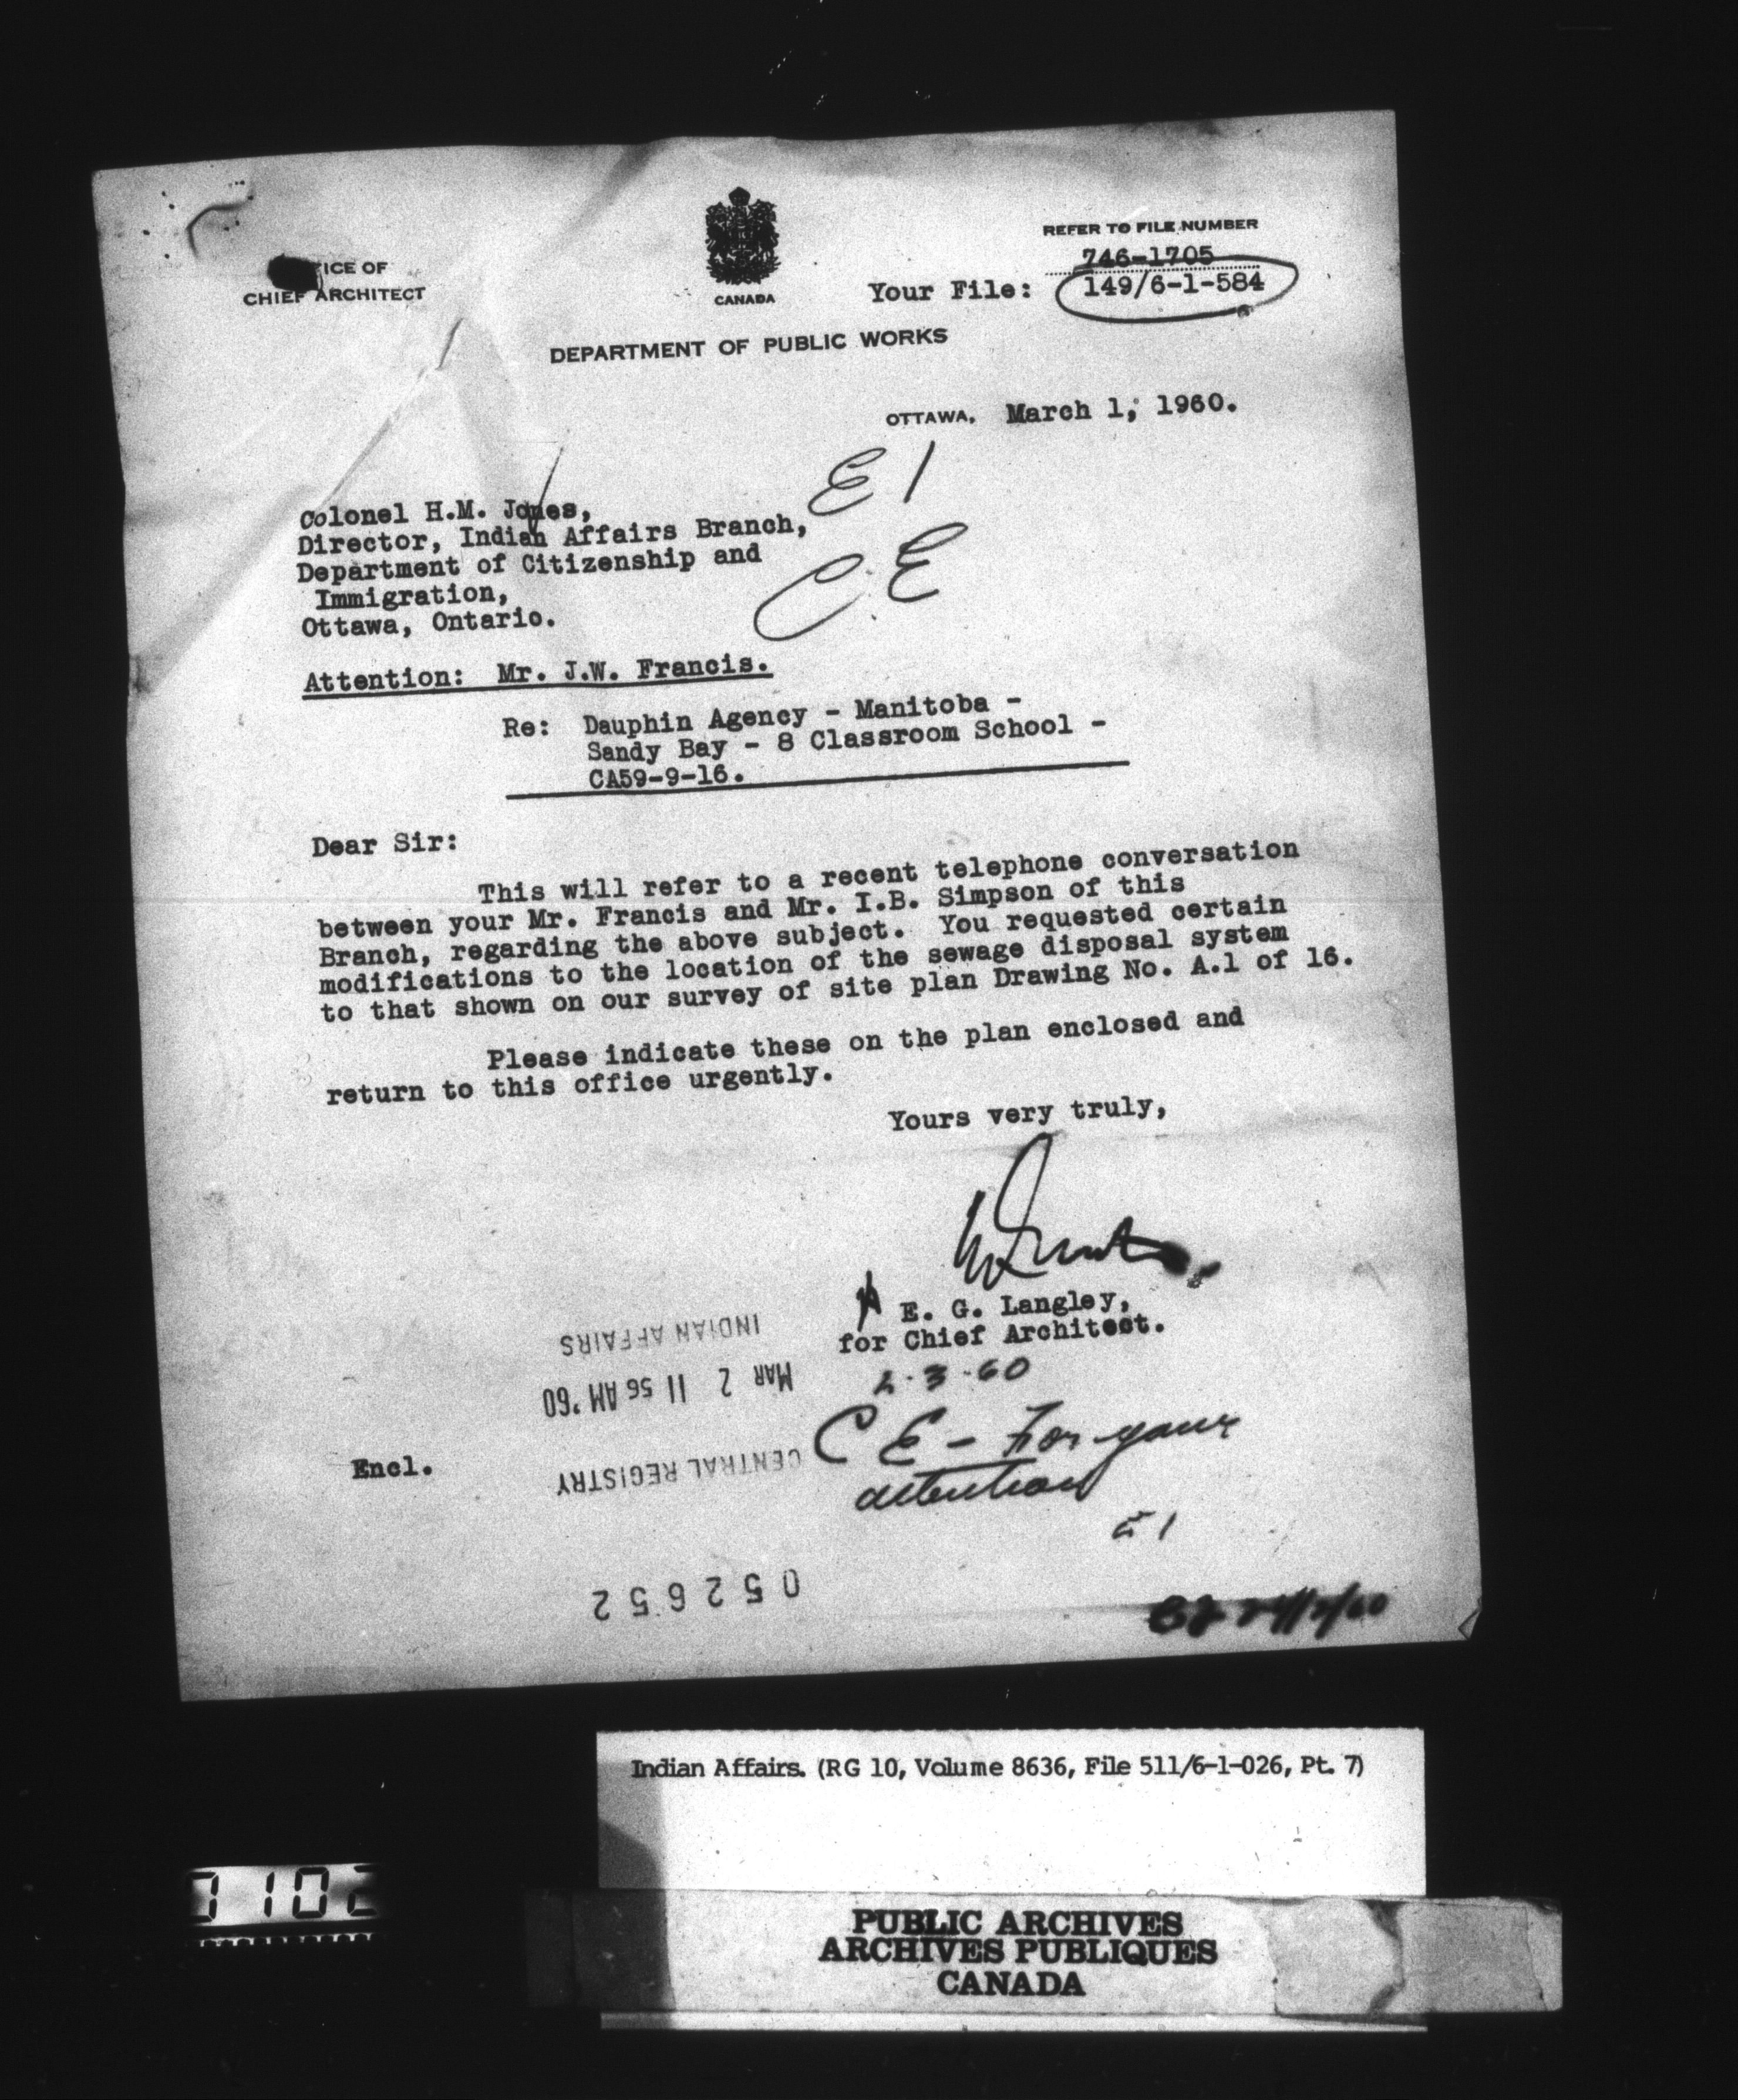 REFER TO FILE NUMBER
746-1705
ICE OF
CHIEF ARCHITECT
CANADA
Your File: 149/6-1-584
DEPARTMENT OF PUBLIC WORKS
OTTAWA, March 1, 1960.
E 1
C.E
Colonel H.M. Jones,
Director, Indian Affairs Branch,
Department of Citizenship and
Immigration,
Ottawa, Ontario.
Attention: Mr. J.W. Francis.
Re: Dauphin Agency - Manitoba -
Sandy Bay - 8 Classroom School -
CA59-9-16.
Dear Sir:
This will refer to a recent telephone conversation
between your Mr. Francis and Mr. I.B. Simpson of this
Branch, regarding the above subject. You requested certain
modifications to the location of the sewage disposal system
to that shown on our survey of site plan Drawing No. A.1 of 16.
Please indicate these on the plan enclosed and
return to this office urgently.
Yours very truly,
E. G. Langley,
for Chief Architect.
INDIAN AFFAIRS
MAR 2 11 56 AM '60
CENTRAL REGISTRY
2-3-60
C E - For your
attention
E 1
Encl.
052652
Indian Affairs. (RG 10, Volume 8636, File 511/6-1-026, Pt. 7)
PUBLIC ARCHIVES
ARCHIVES PUBLIQUES
CANADA